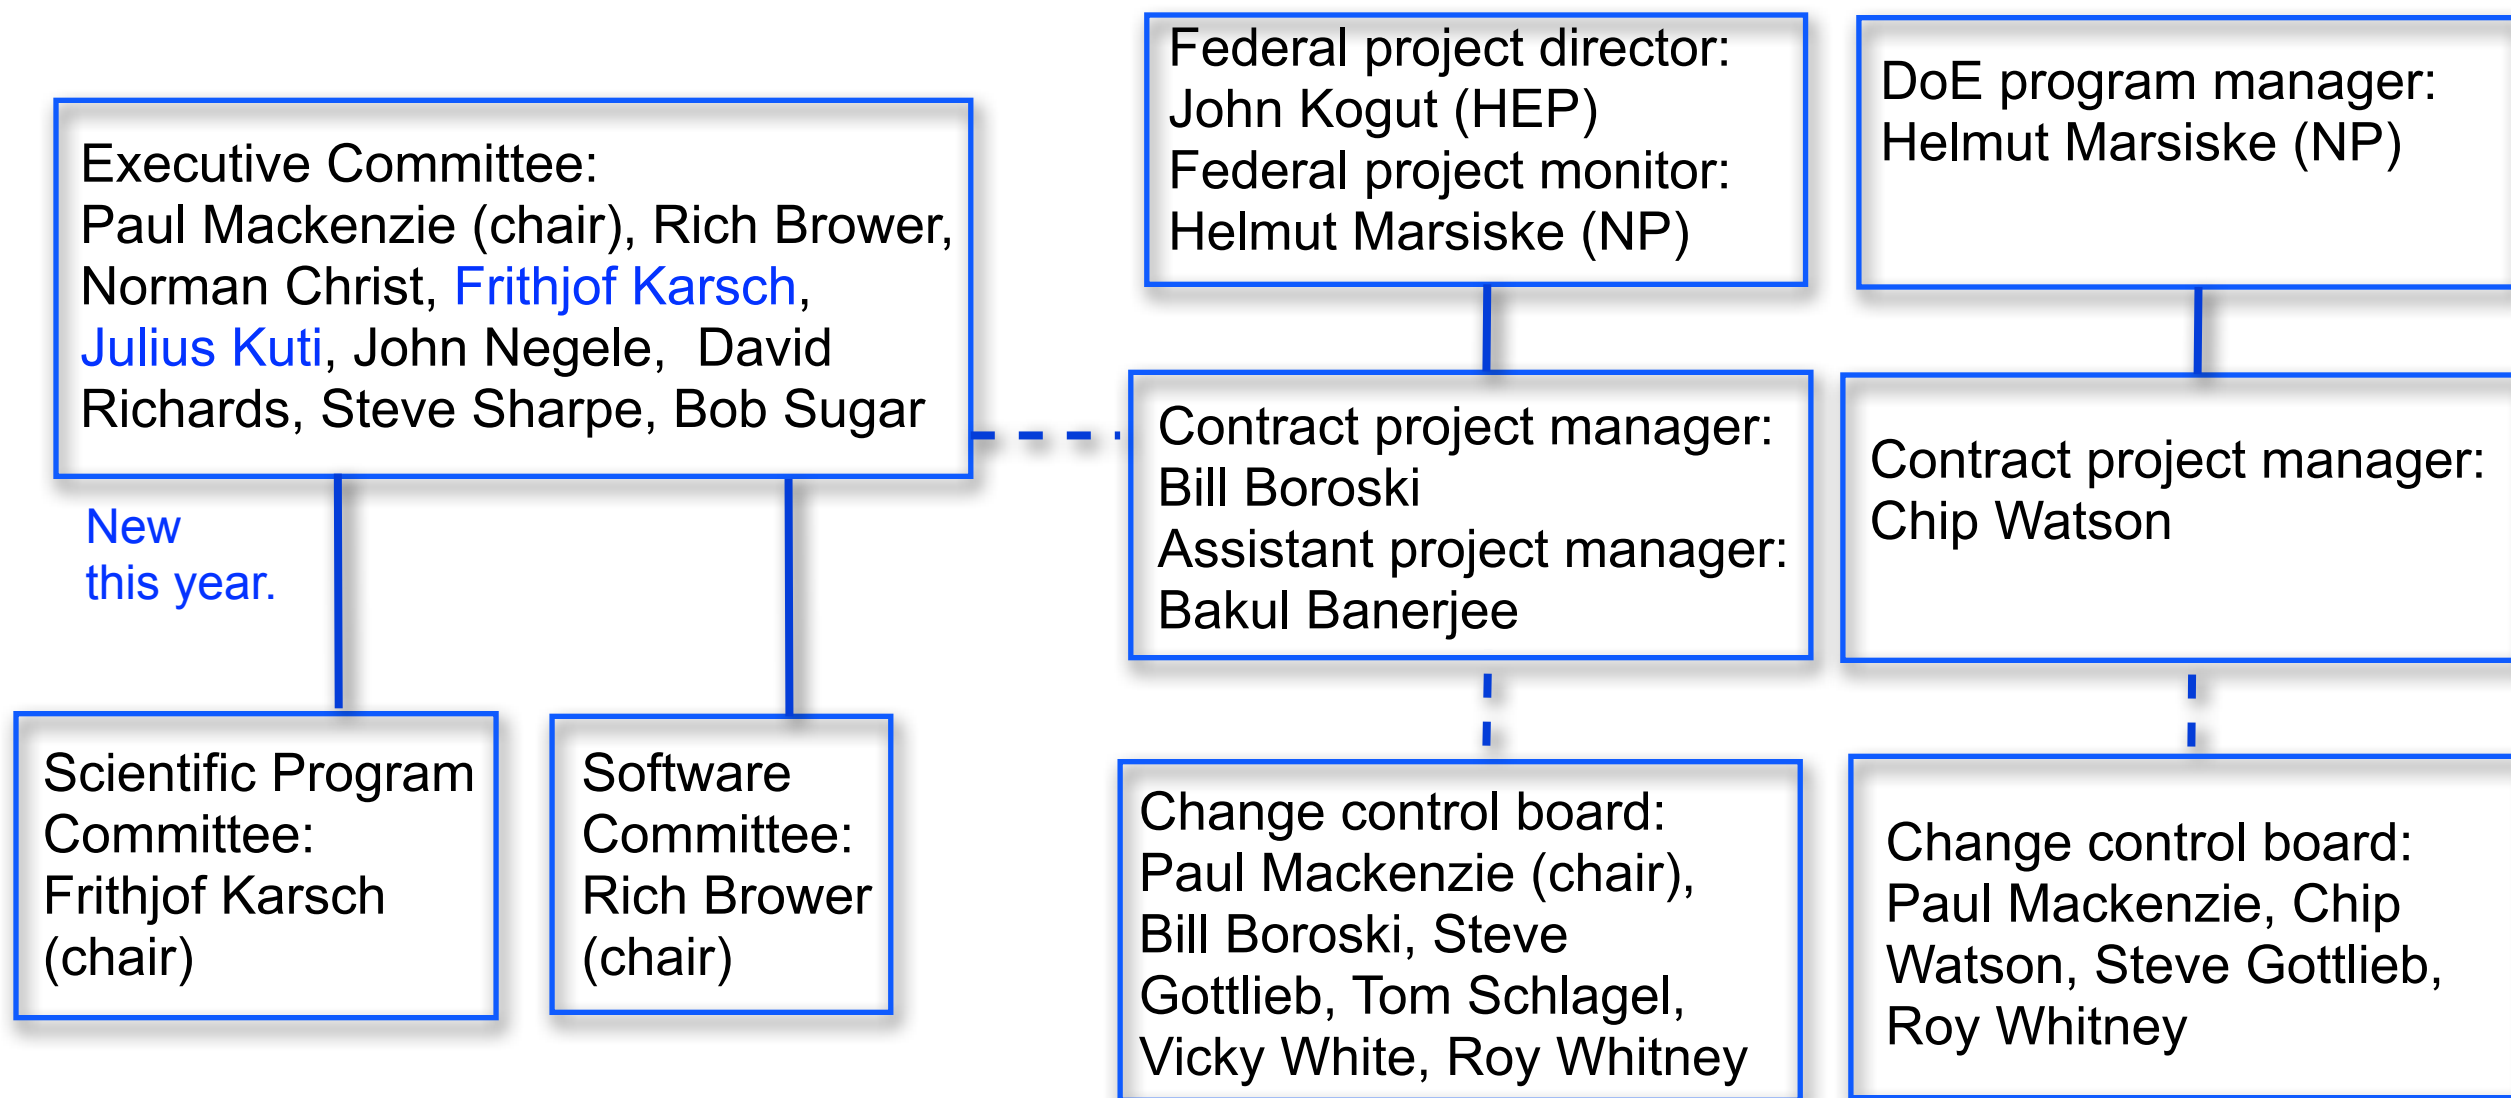 Executive Committee:
Paul Mackenzie (chair), Rich Brower,
Norman Christ, Frithjof Karsch,
Julius Kuti, John Negele, David
Richards, Steve Sharpe, Bob Sugar
New
this year.
Scientific Program
Committee:
Frithjof Karsch
(chair)
Software
Committee:
Rich Brower
(chair)
Federal project director:
John Kogut (HEP)
Federal project monitor:
Helmut Marsiske (NP)
Contract project manager:
Bill Boroski
Assistant project manager:
Bakul Banerjee
Change control board:
Paul Mackenzie (chair),
Bill Boroski, Steve
Gottlieb, Tom Schlagel,
Vicky White, Roy Whitney
DoE program manager:
Helmut Marsiske (NP)
Contract project manager:
Chip Watson
Change control board:
Paul Mackenzie, Chip
Watson, Steve Gottlieb,
Roy Whitney